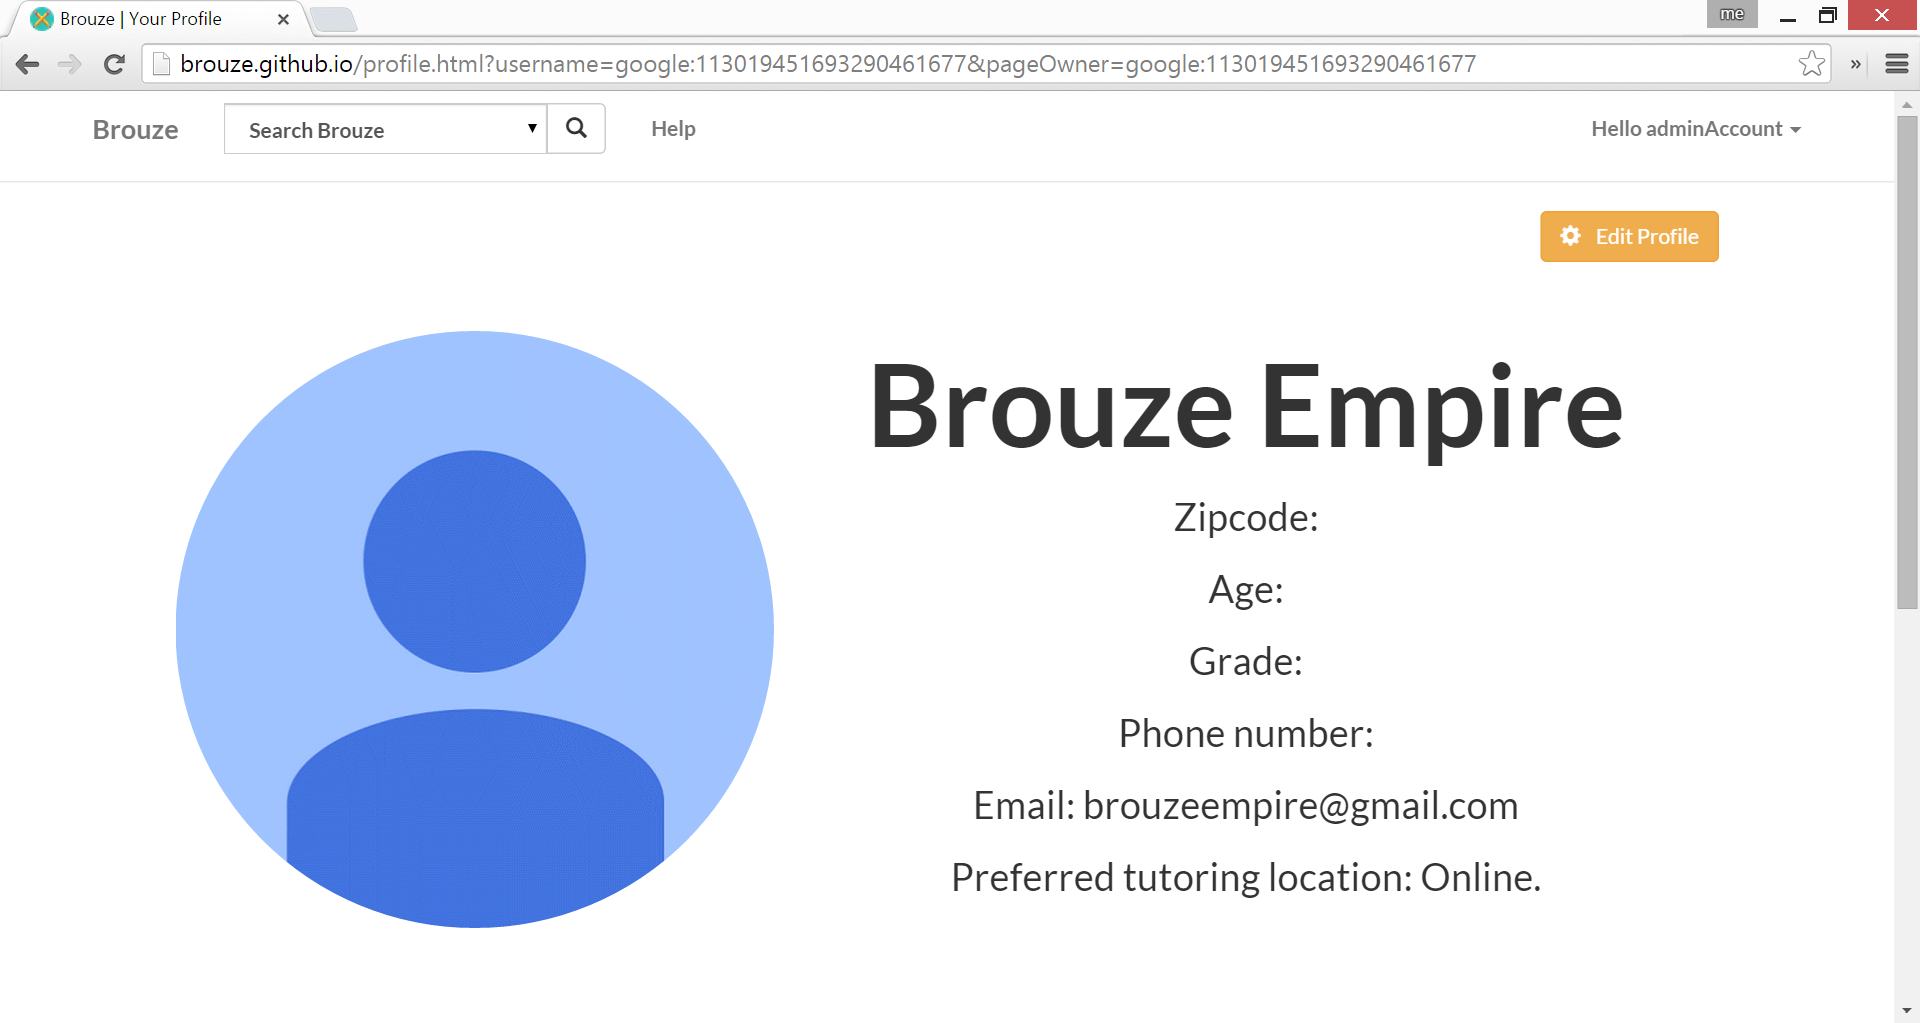 Brouze | Your Profile
me
brouze.github.io/profile.html?username=google:113019451693290461677&pageOwner=google:113019451693290461677
»
Brouze
Search Brouze
Help
Hello adminAccount
Edit Profile
Brouze Empire
Zipcode:
Age:
Grade:
Phone number:
Email: brouzeempire@gmail.com
Preferred tutoring location: Online.